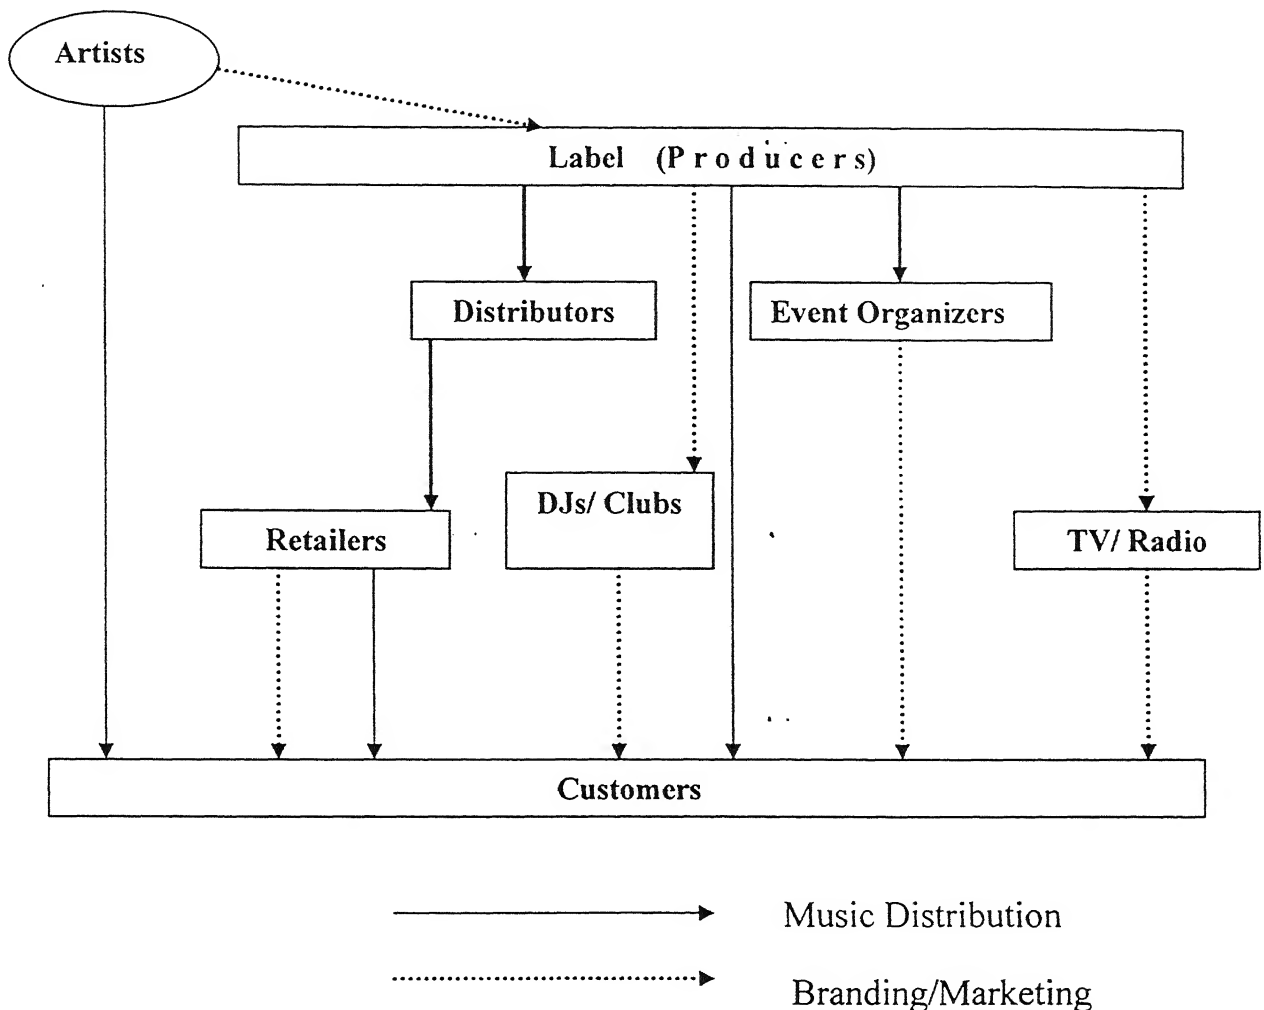 Artists
Label (Producers)
Distributors
Event Organizers
DJs/ Clubs
Retailers
TV/ Radio
Customers
Music Distribution
Branding/Marketing